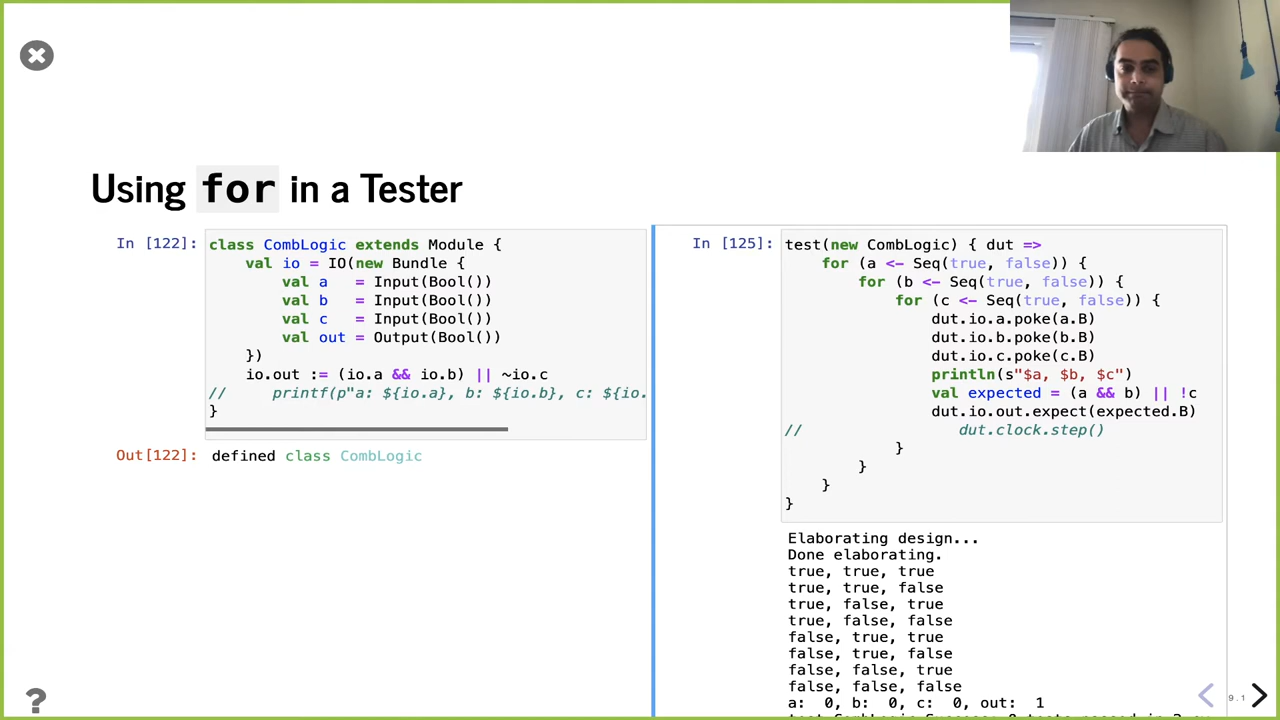 Using for in a Tester
In [122]:
class CombLogic extends Module {
    val io = IO(new Bundle {
        val a   = Input(Bool())
        val b   = Input(Bool())
        val c   = Input(Bool())
        val out = Output(Bool())
    })
    io.out := (io.a && io.b) || ~io.c
//     printf(p"a: ${io.a}, b: ${io.b}, c: ${io.
}
Out[122]: defined class CombLogic
In [125]:
test(new CombLogic) { dut =>
    for (a <- Seq(true, false)) {
        for (b <- Seq(true, false)) {
            for (c <- Seq(true, false)) {
                dut.io.a.poke(a.B)
                dut.io.b.poke(b.B)
                dut.io.c.poke(c.B)
                println(s"$a, $b, $c")
                val expected = (a && b) || !c
                dut.io.out.expect(expected.B)
//                 dut.clock.step()
            }
        }
    }
}
Elaborating design...
Done elaborating.
true, true, true
true, true, false
true, false, true
true, false, false
false, true, true
false, true, false
false, false, true
false, false, false
a:  0, b:  0, c:  0, out:  1
?
9.1